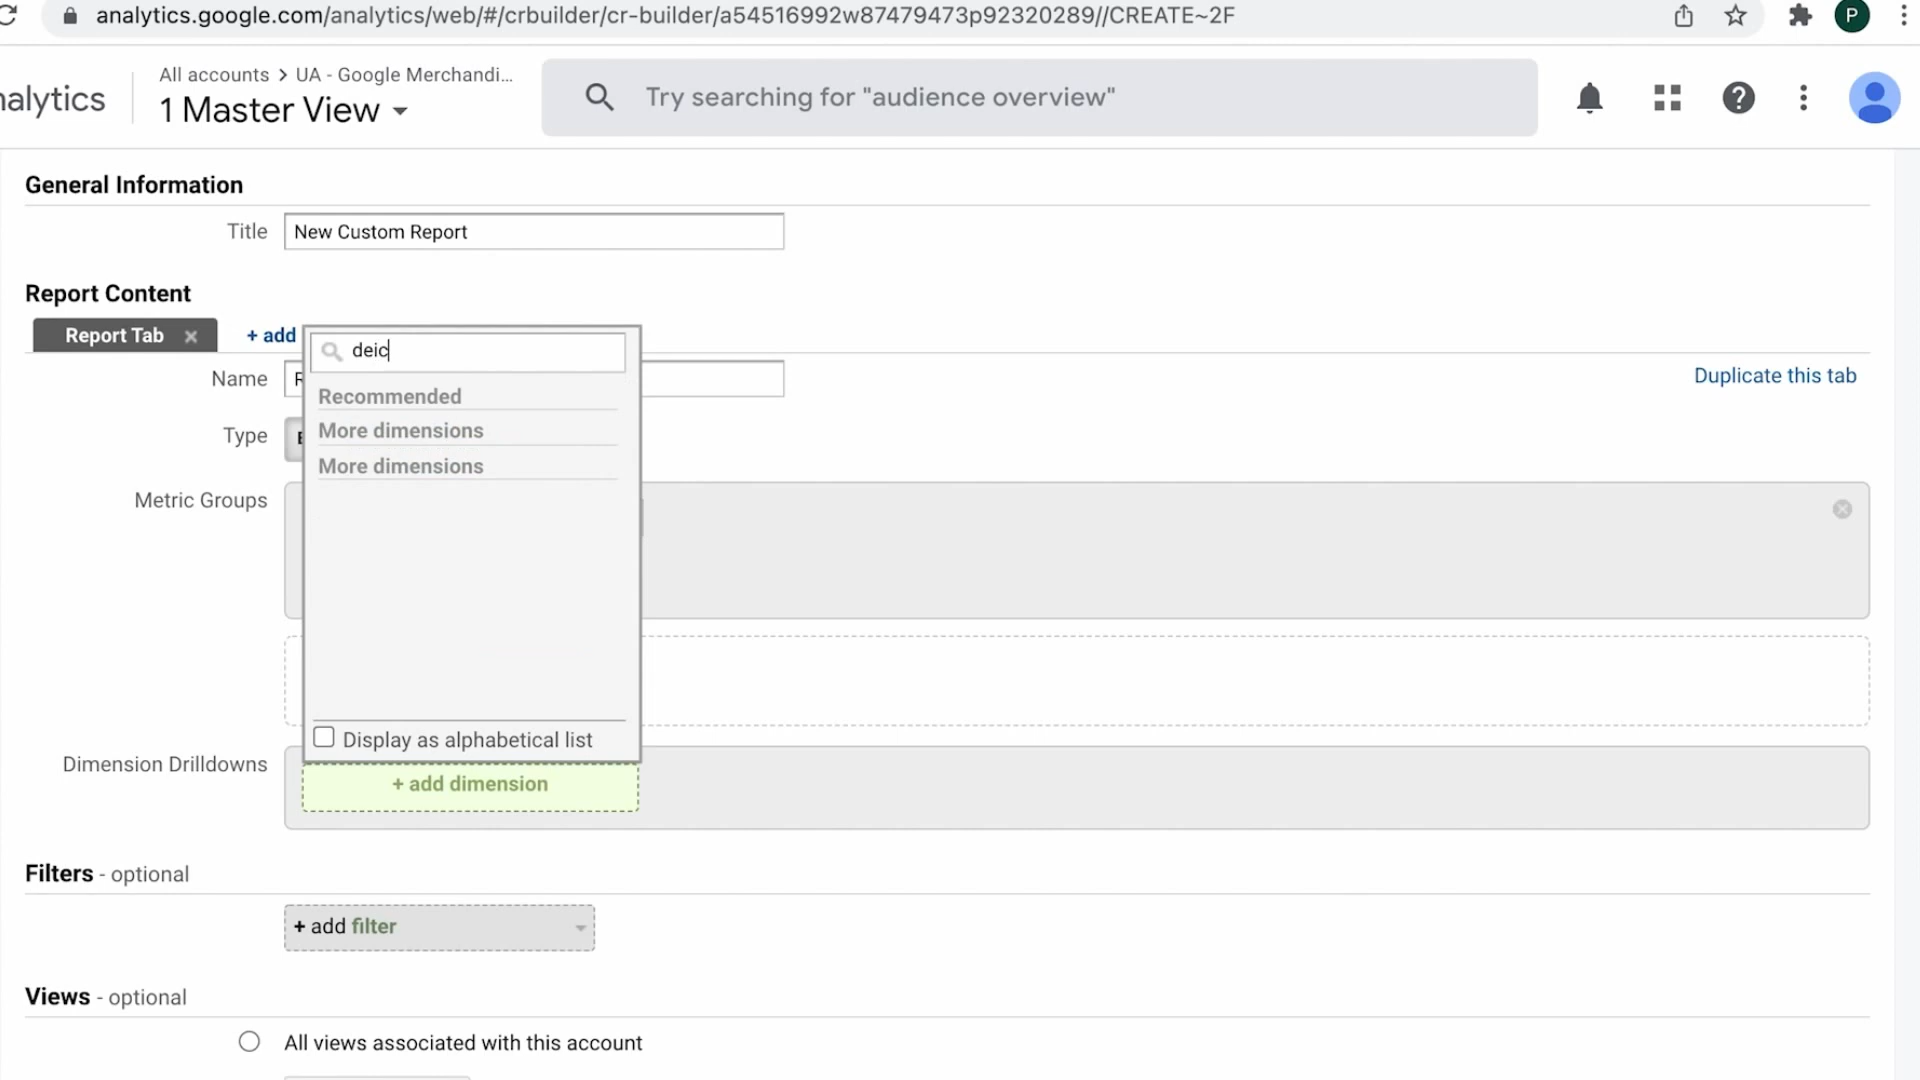 analytics.google.com/analytics/web/#/crbuilder/cr-builder/a54516992w87479473p92320289//CREATE~2F
P
All accounts > UA - Google Merchandi...
nalytics
1 Master View
Try searching for "audience overview"
General Information
Title
New Custom Report
Report Content
Report Tab
+ add
deic
Name
R
Duplicate this tab
Recommended
Type
More dimensions
More dimensions
Metric Groups
Display as alphabetical list
Dimension Drilldowns
+ add dimension
Filters - optional
+ add filter
Views - optional
All views associated with this account